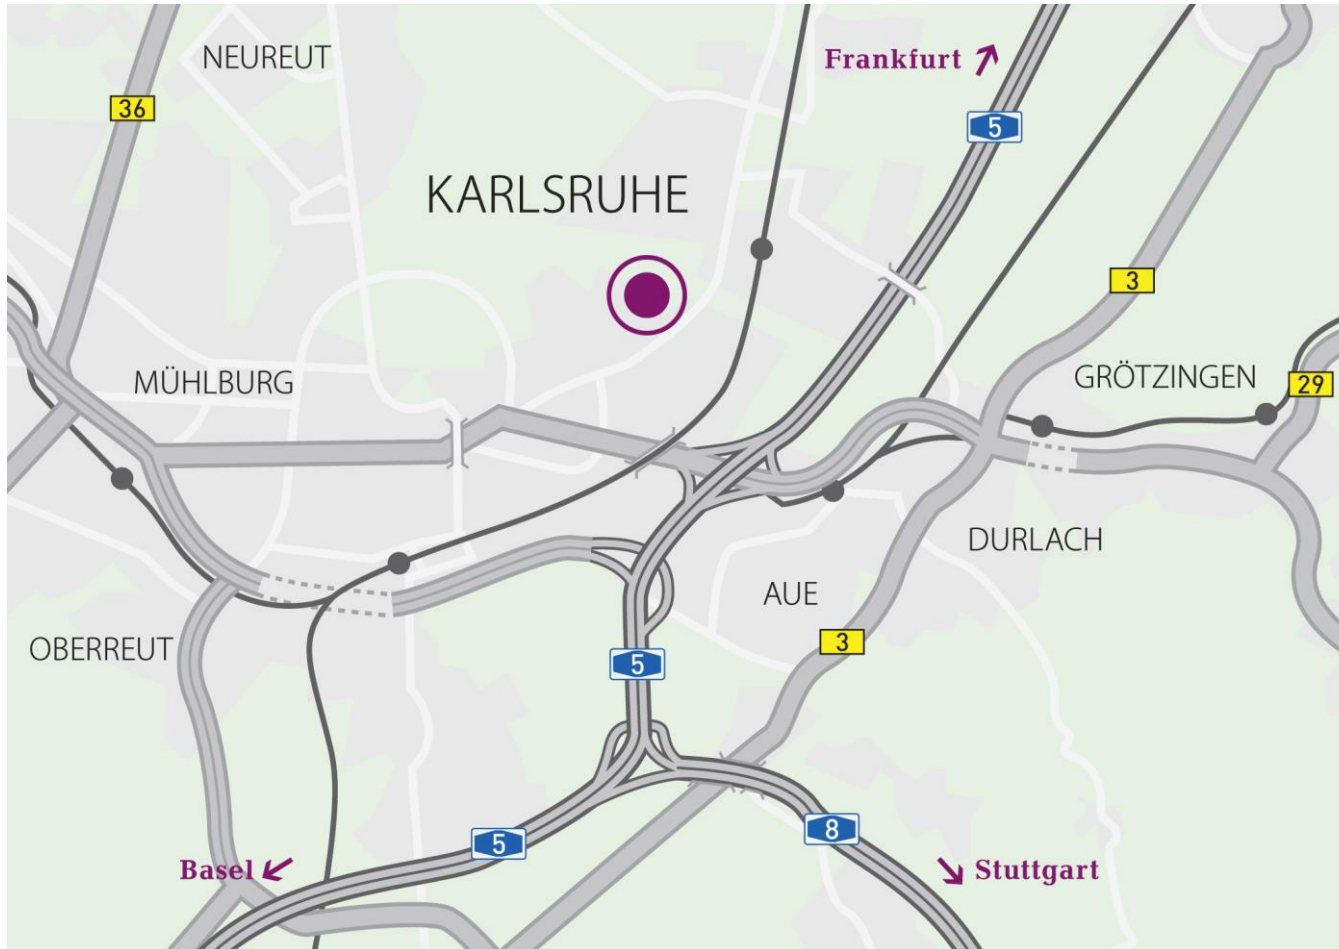 NEUREUT
Frankfurt
36
5
KARLSRUHE
3
MÜHLBURG
GRÖTZINGEN
29
DURLACH
AUE
OBERREUT
3
5
5
8
Basel
Stuttgart